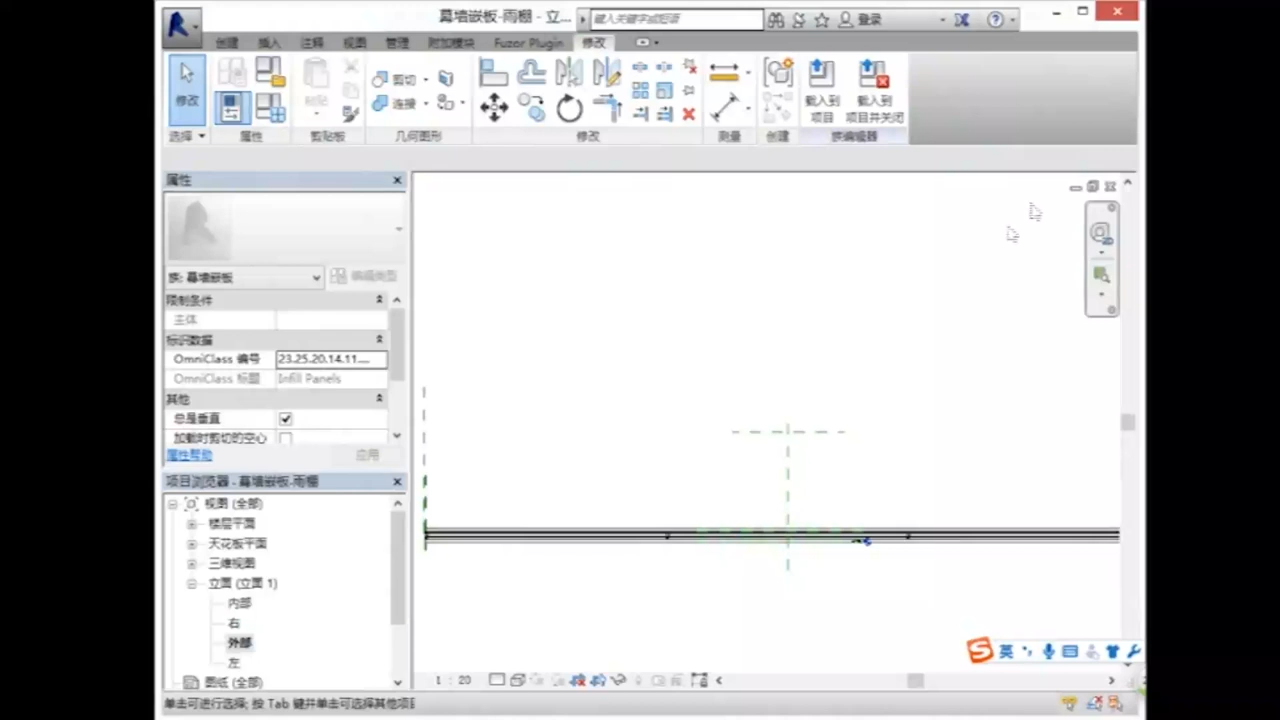 幕墙嵌板-雨棚 - 立...
键入关键字或短语
登录
创建 插入 注释 视图 管理 附加模块 Fuzor Plugin 修改
修改 粘贴 剪切 连接 载入到项目 载入到项目并关闭
选择 属性 剪贴板 几何图形 修改 测量 创建 族编辑器
属性
族: 幕墙嵌板 编辑类型
限制条件
主体
标识数据
OmniClass 编号 23.25.20.14.11....
OmniClass 标题 Infill Panels
其他
总是垂直
加载时剪切的空心
属性帮助 应用
项目浏览器 - 幕墙嵌板-雨棚
视图 (全部)
楼层平面
天花板平面
三维视图
立面 (立面 1)
内部
右
外部
左
图纸 (全部)
1 : 20
英
单击可进行选择; 按 Tab 键并单击可选择其他项目